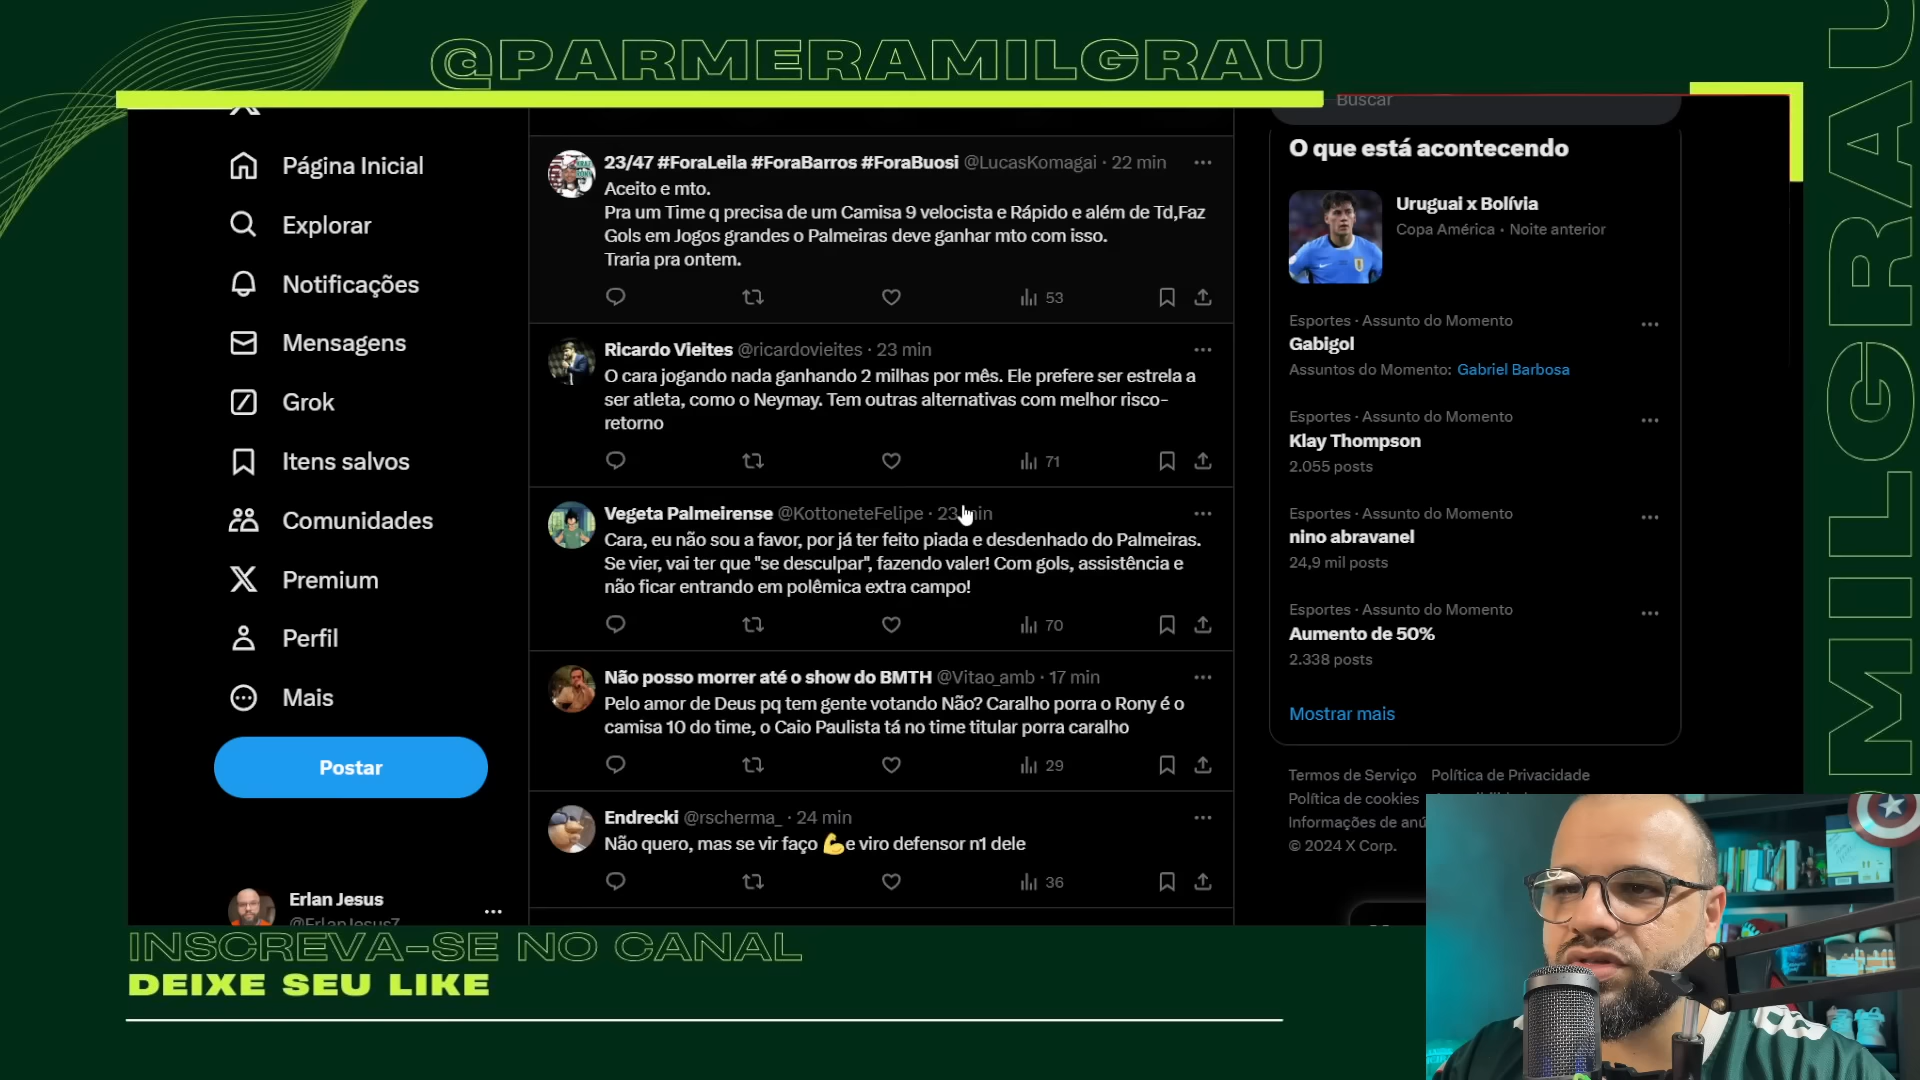 @PARMERAMILGRAU
Página Inicial
Explorar
Notificações
Mensagens
Grok
Itens salvos
Comunidades
Premium
Perfil
Mais
Postar
Erlan Jesus
@ErlanJesus7
23/47 #ForaLeila #ForaBarros #ForaBuosi @LucasKomagai · 22 min
Aceito e mto.
Pra um Time q precisa de um Camisa 9 velocista e Rápido e além de Td,Faz
Gols em Jogos grandes o Palmeiras deve ganhar mto com isso.
Traria pra ontem.
53
Ricardo Vieites @ricardovieites · 23 min
O cara jogando nada ganhando 2 milhas por mês. Ele prefere ser estrela a
ser atleta, como o Neymay. Tem outras alternativas com melhor risco-
retorno
71
Vegeta Palmeirense @KottoneteFelipe · 23 min
Cara, eu não sou a favor, por já ter feito piada e desdenhado do Palmeiras.
Se vier, vai ter que "se desculpar", fazendo valer! Com gols, assistência e
não ficar entrando em polêmica extra campo!
70
Não posso morrer até o show do BMTH @Vitao_amb · 17 min
Pelo amor de Deus pq tem gente votando Não? Caralho porra o Rony é o
camisa 10 do time, o Caio Paulista tá no time titular porra caralho
29
Endrecki @rscherma_ · 24 min
Não quero, mas se vir faço 💪e viro defensor n1 dele
36
Buscar
O que está acontecendo
Uruguai x Bolívia
Copa América · Noite anterior
Esportes · Assunto do Momento
Gabigol
Assuntos do Momento: Gabriel Barbosa
Esportes · Assunto do Momento
Klay Thompson
2.055 posts
Esportes · Assunto do Momento
nino abravanel
24,9 mil posts
Esportes · Assunto do Momento
Aumento de 50%
2.338 posts
Mostrar mais
Termos de Serviço Política de Privacidade
Política de cookies
Informações de anú
© 2024 X Corp.
MILGRAU
INSCREVA-SE NO CANAL
DEIXE SEU LIKE